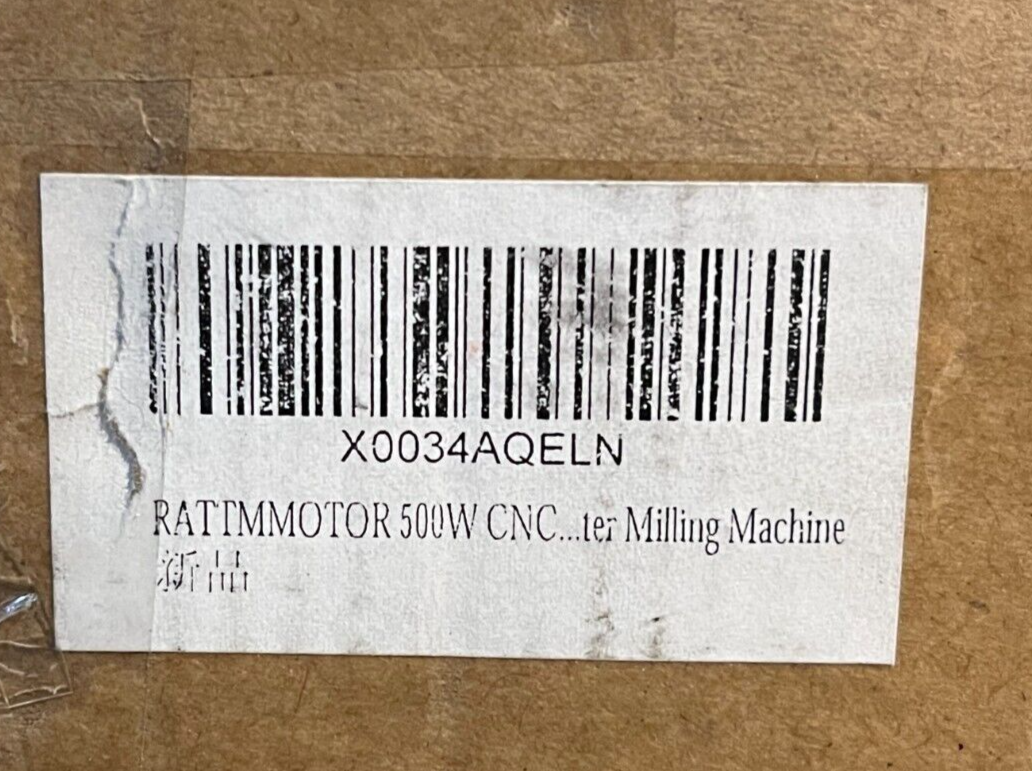 X0034AQELN
RATTMMOTOR 500W CNC...ter Milling Machine
新品